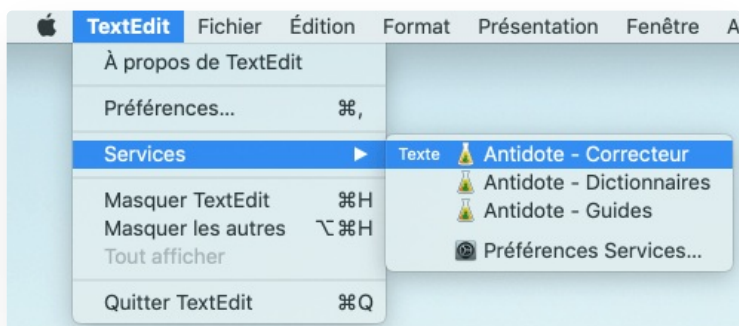 TextEdit Fichier Édition Format Présentation Fenêtre A
À propos de TextEdit
Préférences... ⌘,
Services ▶
Texte Antidote - Correcteur
Antidote - Dictionnaires
Antidote - Guides
Préférences Services...
Masquer TextEdit ⌘H
Masquer les autres ⌥⌘H
Tout afficher
Quitter TextEdit ⌘Q